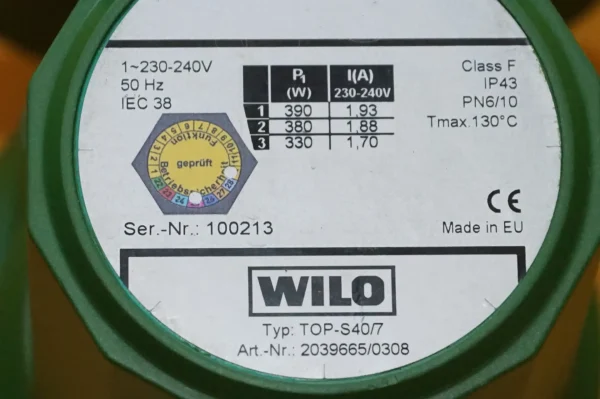 1~230-240V
50 Hz
IEC 38
P1 (W) I(A) 230-240V
1 390 1,93
2 380 1,88
3 330 1,70
Class F
IP43
PN6/10
Tmax.130°C
Funktion
geprüft
Betriebssicherheit
Ser.-Nr.: 100213
CE
Made in EU
WILO
Typ: TOP-S40/7
Art.-Nr.: 2039665/0308